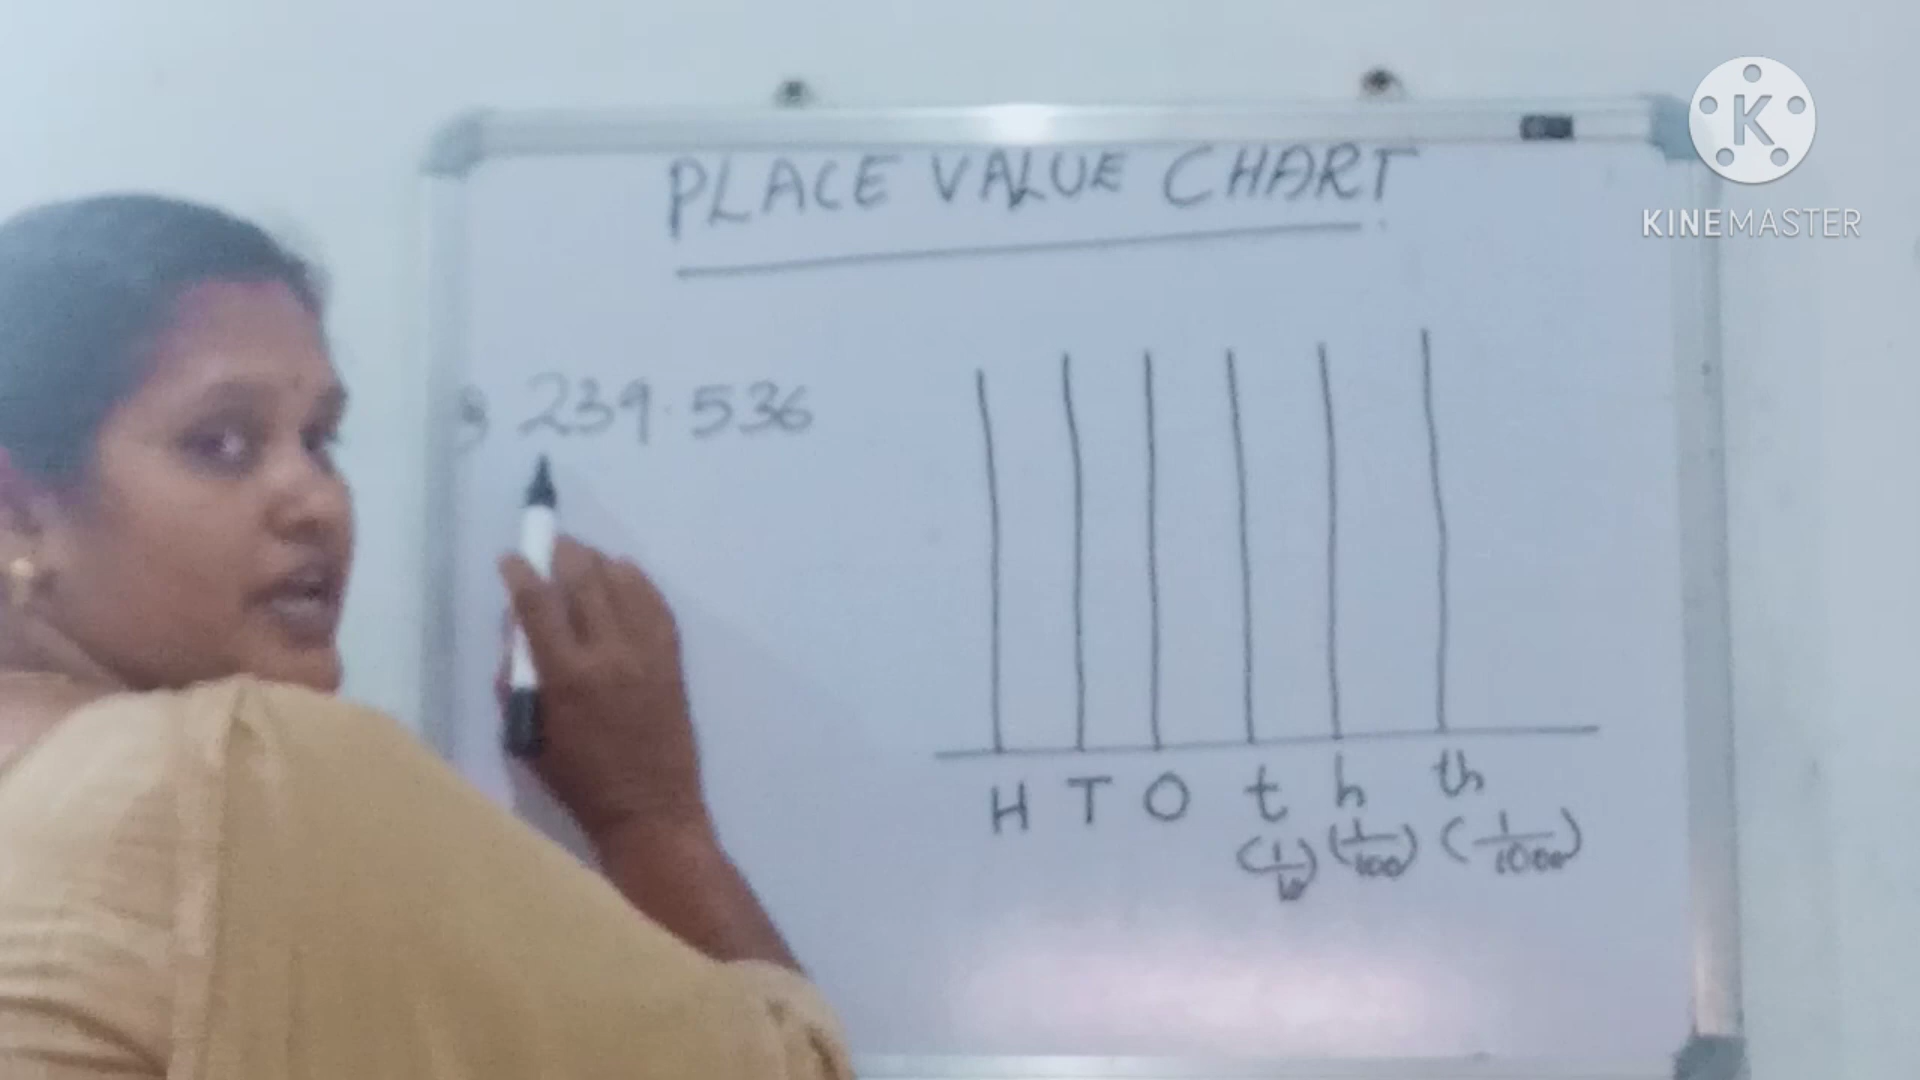 PLACE VALUE CHART
KINEMASTER
239.536
H T O t h th
(1/10) (1/100) (1/1000)